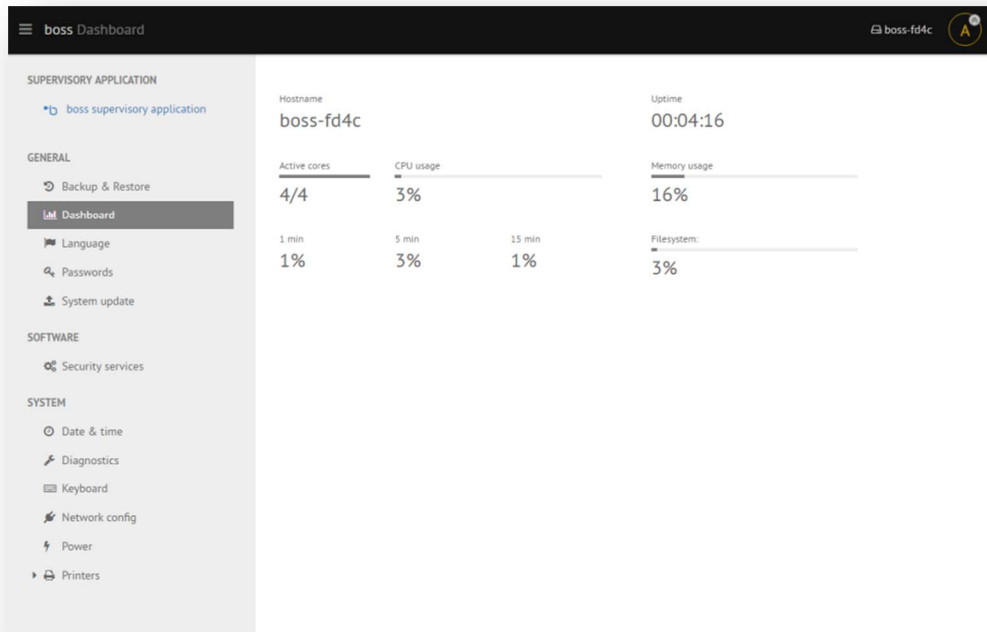 boss Dashboard
boss-fd4c
A
SUPERVISORY APPLICATION
boss supervisory application
GENERAL
Backup & Restore
Dashboard
Language
Passwords
System update
SOFTWARE
Security services
SYSTEM
Date & time
Diagnostics
Keyboard
Network config
Power
Printers
Hostname
boss-fd4c
Uptime
00:04:16
Active cores
4/4
CPU usage
3%
Memory usage
16%
1 min
1%
5 min
3%
15 min
1%
Filesystem:
3%